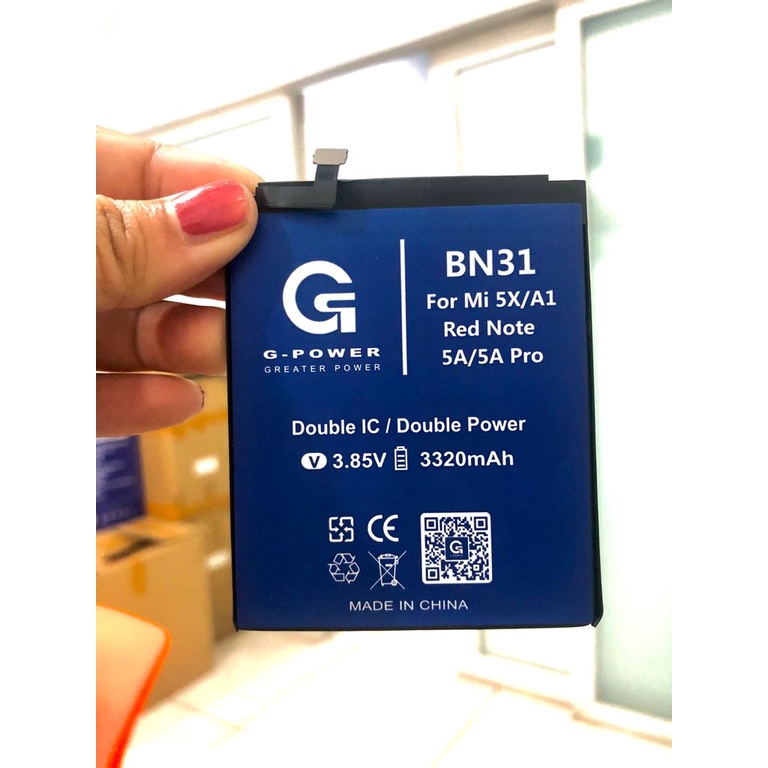 G-POWER
GREATER POWER
BN31
For Mi 5X/A1
Red Note
5A/5A Pro
Double IC / Double Power
V 3.85V 3320mAh
CE
MADE IN CHINA